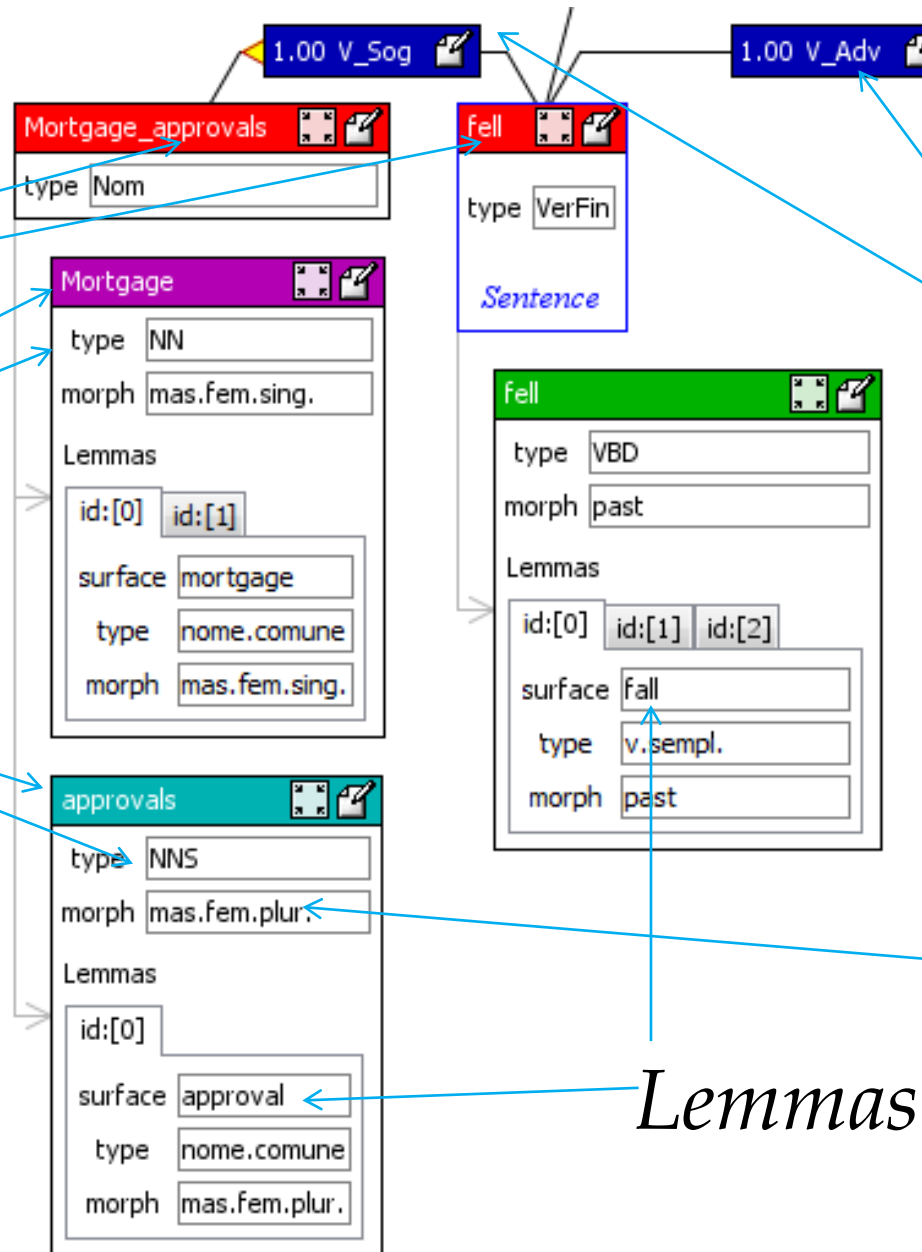 1.00 V_Sog
1.00 V_Adv
Mortgage_approvals
type Nom
fell
type VerFin
Sentence
Mortgage
type NN
morph mas.fem.sing.
Lemmas
id:[0] id:[1]
surface mortgage
type nome.comune
morph mas.fem.sing.
fell
type VBD
morph past
Lemmas
id:[0] id:[1] id:[2]
surface fall
type v.sempl.
morph past
approvals
type NNS
morph mas.fem.plur.
Lemmas
id:[0]
surface approval
type nome.comune
morph mas.fem.plur.
Lemmas